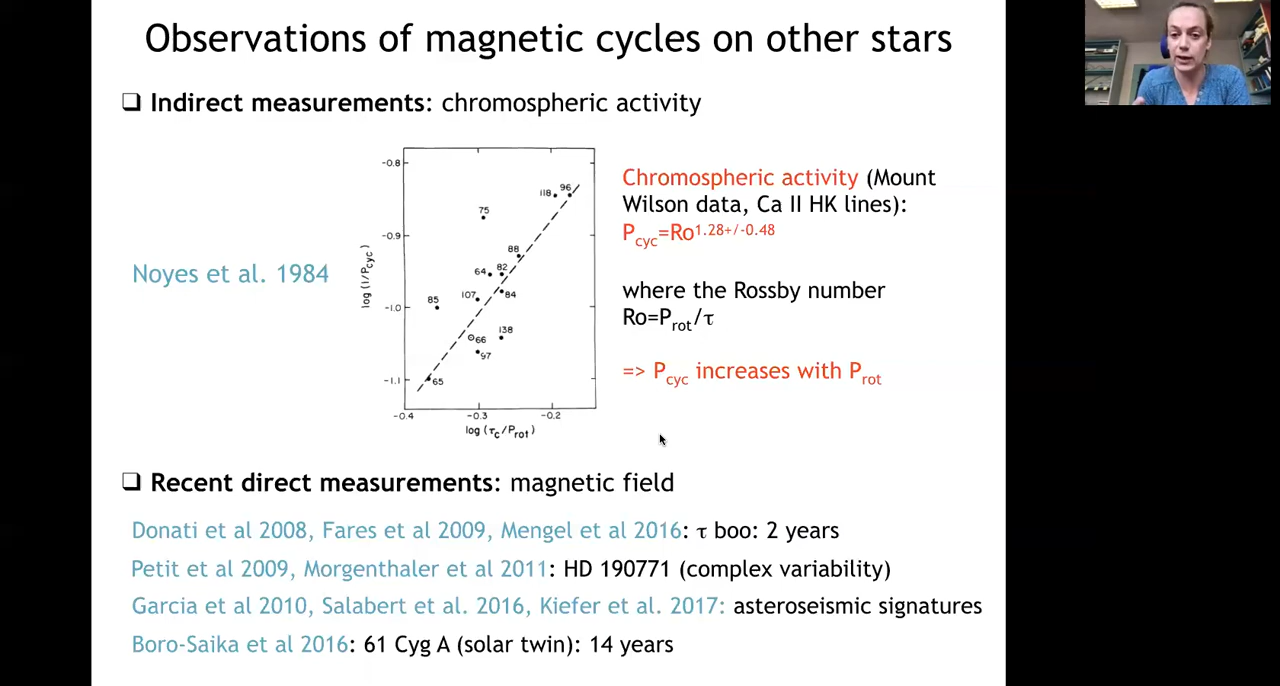 Observations of magnetic cycles on other stars
❑ Indirect measurements: chromospheric activity
Noyes et al. 1984
log (1/Pcyc)
-0.8
-0.9
-1.0
-1.1
-0.4
-0.3
-0.2
log (τc/Prot)
118
96
75
88
64
82
107
84
85
66
138
97
65
Chromospheric activity (Mount
Wilson data, Ca II HK lines):
Pcyc=Ro1.28+/-0.48
where the Rossby number
Ro=Prot/τ
=> Pcyc increases with Prot
❑ Recent direct measurements: magnetic field
Donati et al 2008, Fares et al 2009, Mengel et al 2016: τ boo: 2 years
Petit et al 2009, Morgenthaler et al 2011: HD 190771 (complex variability)
Garcia et al 2010, Salabert et al. 2016, Kiefer et al. 2017: asteroseismic signatures
Boro-Saika et al 2016: 61 Cyg A (solar twin): 14 years